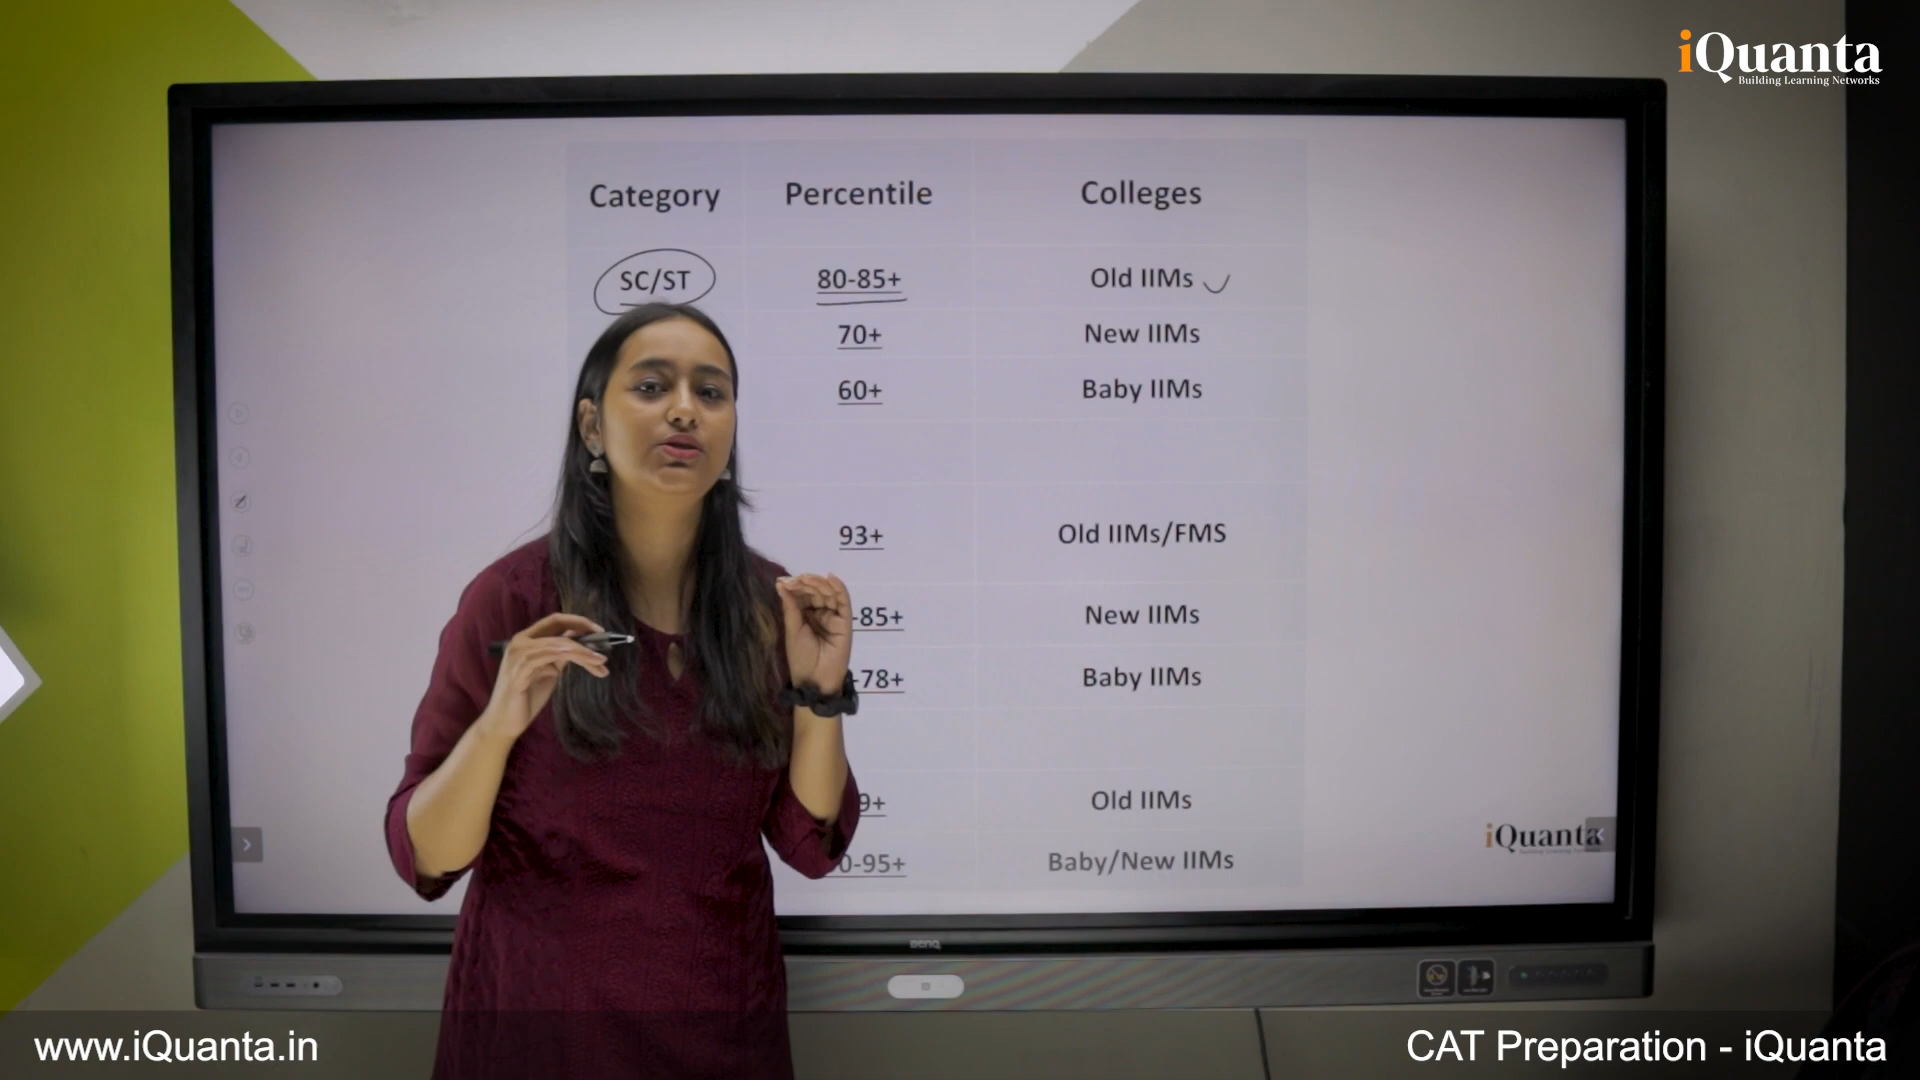 iQuanta
Building Learning Networks
Category Percentile Colleges
SC/ST 80-85+ Old IIMs
70+ New IIMs
60+ Baby IIMs
93+ Old IIMs/FMS
-85+ New IIMs
-78+ Baby IIMs
9+ Old IIMs
0-95+ Baby/New IIMs
iQuanta
BenQ
www.iQuanta.in
CAT Preparation - iQuanta